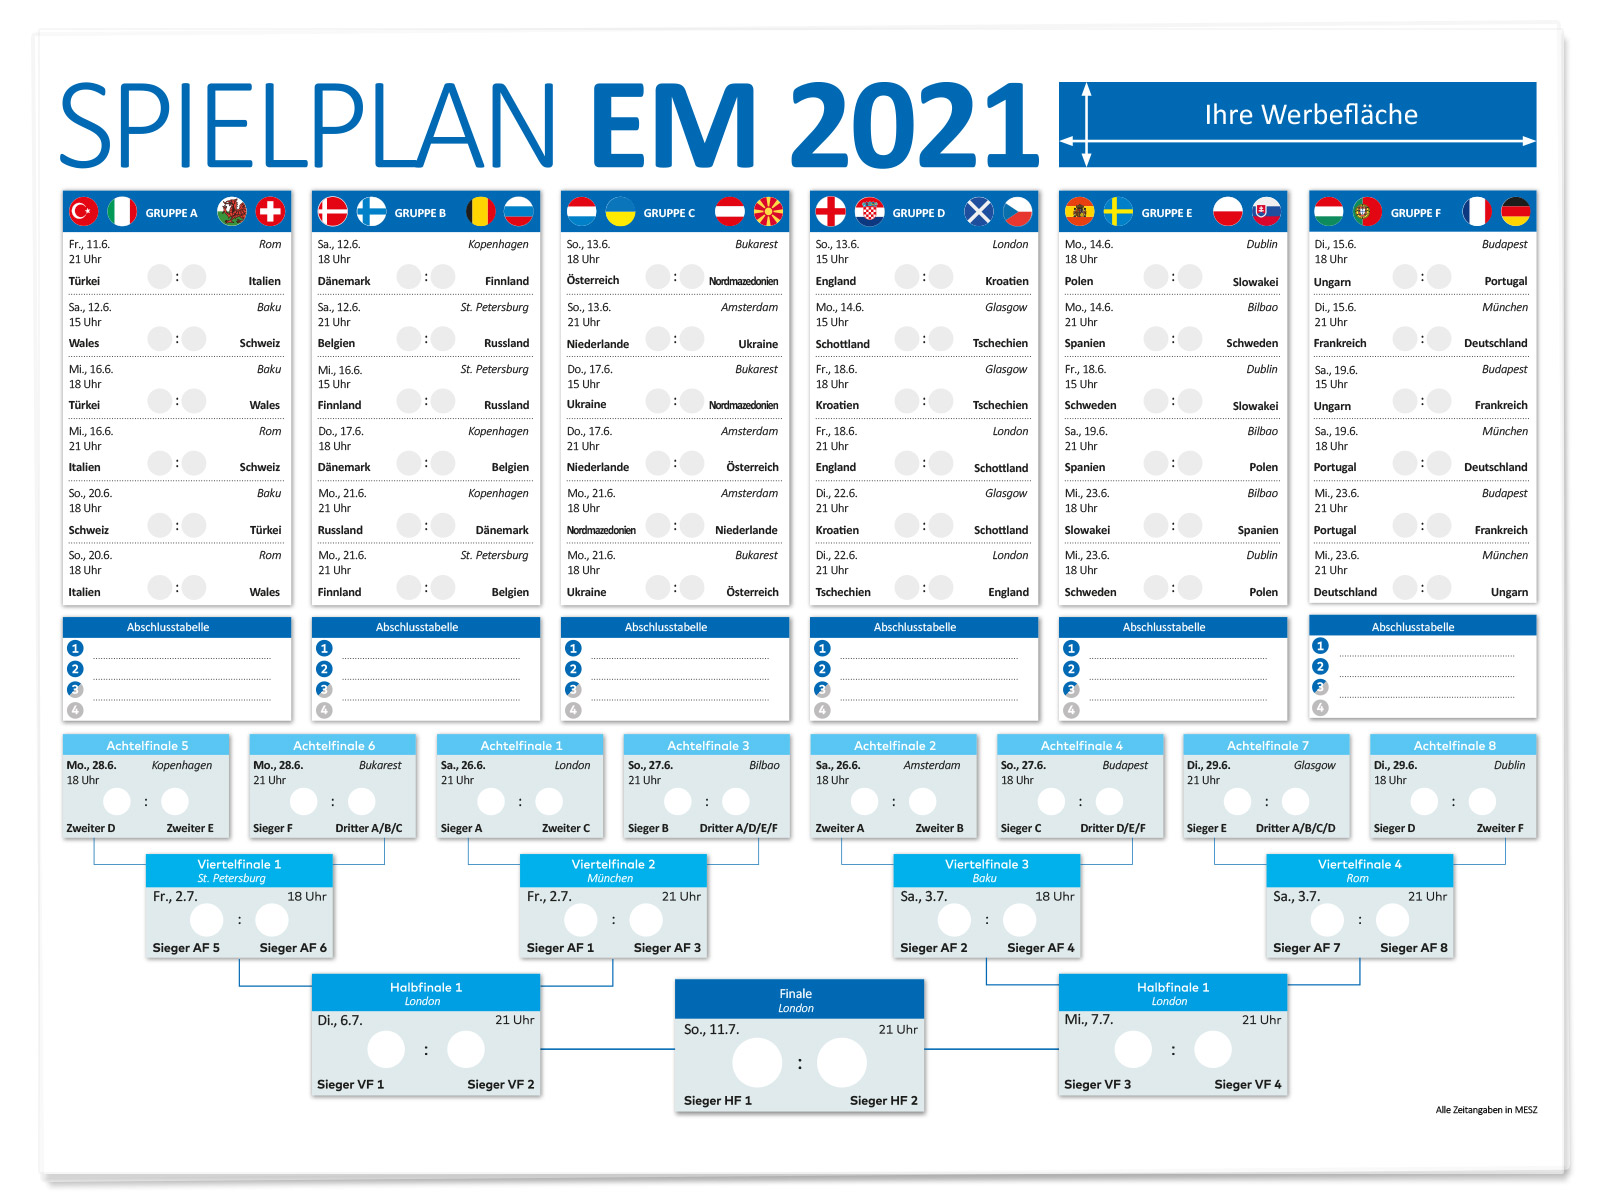 SPIELPLAN EM 2021
Ihre Werbefläche
GRUPPE A
Fr., 11.6. Rom
21 Uhr
:
Türkei Italien
Sa., 12.6. Baku
15 Uhr
:
Wales Schweiz
Mi., 16.6. Baku
18 Uhr
:
Türkei Wales
Mi., 16.6. Rom
21 Uhr
:
Italien Schweiz
So., 20.6. Baku
18 Uhr
:
Schweiz Türkei
So., 20.6. Rom
18 Uhr
:
Italien Wales
GRUPPE B
Sa., 12.6. Kopenhagen
18 Uhr
:
Dänemark Finnland
Sa., 12.6. St. Petersburg
21 Uhr
:
Belgien Russland
Mi., 16.6. St. Petersburg
15 Uhr
:
Finnland Russland
Do., 17.6. Kopenhagen
18 Uhr
:
Dänemark Belgien
Mo., 21.6. Kopenhagen
21 Uhr
:
Russland Dänemark
Mo., 21.6. St. Petersburg
21 Uhr
:
Finnland Belgien
GRUPPE C
So., 13.6. Bukarest
18 Uhr
:
Österreich Nordmazedonien
So., 13.6. Amsterdam
21 Uhr
:
Niederlande Ukraine
Do., 17.6. Bukarest
15 Uhr
:
Ukraine Nordmazedonien
Do., 17.6. Amsterdam
21 Uhr
:
Niederlande Österreich
Mo., 21.6. Amsterdam
18 Uhr
:
Nordmazedonien Niederlande
Mo., 21.6. Bukarest
18 Uhr
:
Ukraine Österreich
GRUPPE D
So., 13.6. London
15 Uhr
:
England Kroatien
Mo., 14.6. Glasgow
15 Uhr
:
Schottland Tschechien
Fr., 18.6. Glasgow
18 Uhr
:
Kroatien Tschechien
Fr., 18.6. London
21 Uhr
:
England Schottland
Di., 22.6. Glasgow
21 Uhr
:
Kroatien Schottland
Di., 22.6. London
21 Uhr
:
Tschechien England
GRUPPE E
Mo., 14.6. Dublin
18 Uhr
:
Polen Slowakei
Mo., 14.6. Bilbao
21 Uhr
:
Spanien Schweden
Fr., 18.6. Dublin
15 Uhr
:
Schweden Slowakei
Sa., 19.6. Bilbao
21 Uhr
:
Spanien Polen
Mi., 23.6. Bilbao
18 Uhr
:
Slowakei Spanien
Mi., 23.6. Dublin
18 Uhr
:
Schweden Polen
GRUPPE F
Di., 15.6. Budapest
18 Uhr
:
Ungarn Portugal
Di., 15.6. München
21 Uhr
:
Frankreich Deutschland
Sa., 19.6. Budapest
15 Uhr
:
Ungarn Frankreich
Sa., 19.6. München
18 Uhr
:
Portugal Deutschland
Mi., 23.6. Budapest
21 Uhr
:
Portugal Frankreich
Mi., 23.6. München
21 Uhr
:
Deutschland Ungarn
Abschlusstabelle
1
2
3
4
Abschlusstabelle
1
2
3
4
Abschlusstabelle
1
2
3
4
Abschlusstabelle
1
2
3
4
Abschlusstabelle
1
2
3
4
Abschlusstabelle
1
2
3
4
Achtelfinale 5
Mo., 28.6. Kopenhagen
18 Uhr
:
Zweiter D Zweiter E
Achtelfinale 6
Mo., 28.6. Bukarest
21 Uhr
:
Sieger F Dritter A/B/C
Achtelfinale 1
Sa., 26.6. London
21 Uhr
:
Sieger A Zweiter C
Achtelfinale 3
So., 27.6. Bilbao
21 Uhr
:
Sieger B Dritter A/D/E/F
Achtelfinale 2
Sa., 26.6. Amsterdam
18 Uhr
:
Zweiter A Zweiter B
Achtelfinale 4
So., 27.6. Budapest
18 Uhr
:
Sieger C Dritter D/E/F
Achtelfinale 7
Di., 29.6. Glasgow
21 Uhr
:
Sieger E Dritter A/B/C/D
Achtelfinale 8
Di., 29.6. Dublin
18 Uhr
:
Sieger D Zweiter F
Viertelfinale 1
St. Petersburg
Fr., 2.7. 18 Uhr
:
Sieger AF 5 Sieger AF 6
Viertelfinale 2
München
Fr., 2.7. 21 Uhr
:
Sieger AF 1 Sieger AF 3
Viertelfinale 3
Baku
Sa., 3.7. 18 Uhr
:
Sieger AF 2 Sieger AF 4
Viertelfinale 4
Rom
Sa., 3.7. 21 Uhr
:
Sieger AF 7 Sieger AF 8
Halbfinale 1
London
Di., 6.7. 21 Uhr
:
Sieger VF 1 Sieger VF 2
Finale
London
So., 11.7. 21 Uhr
:
Sieger HF 1 Sieger HF 2
Halbfinale 1
London
Mi., 7.7. 21 Uhr
:
Sieger VF 3 Sieger VF 4
Alle Zeitangaben in MESZ